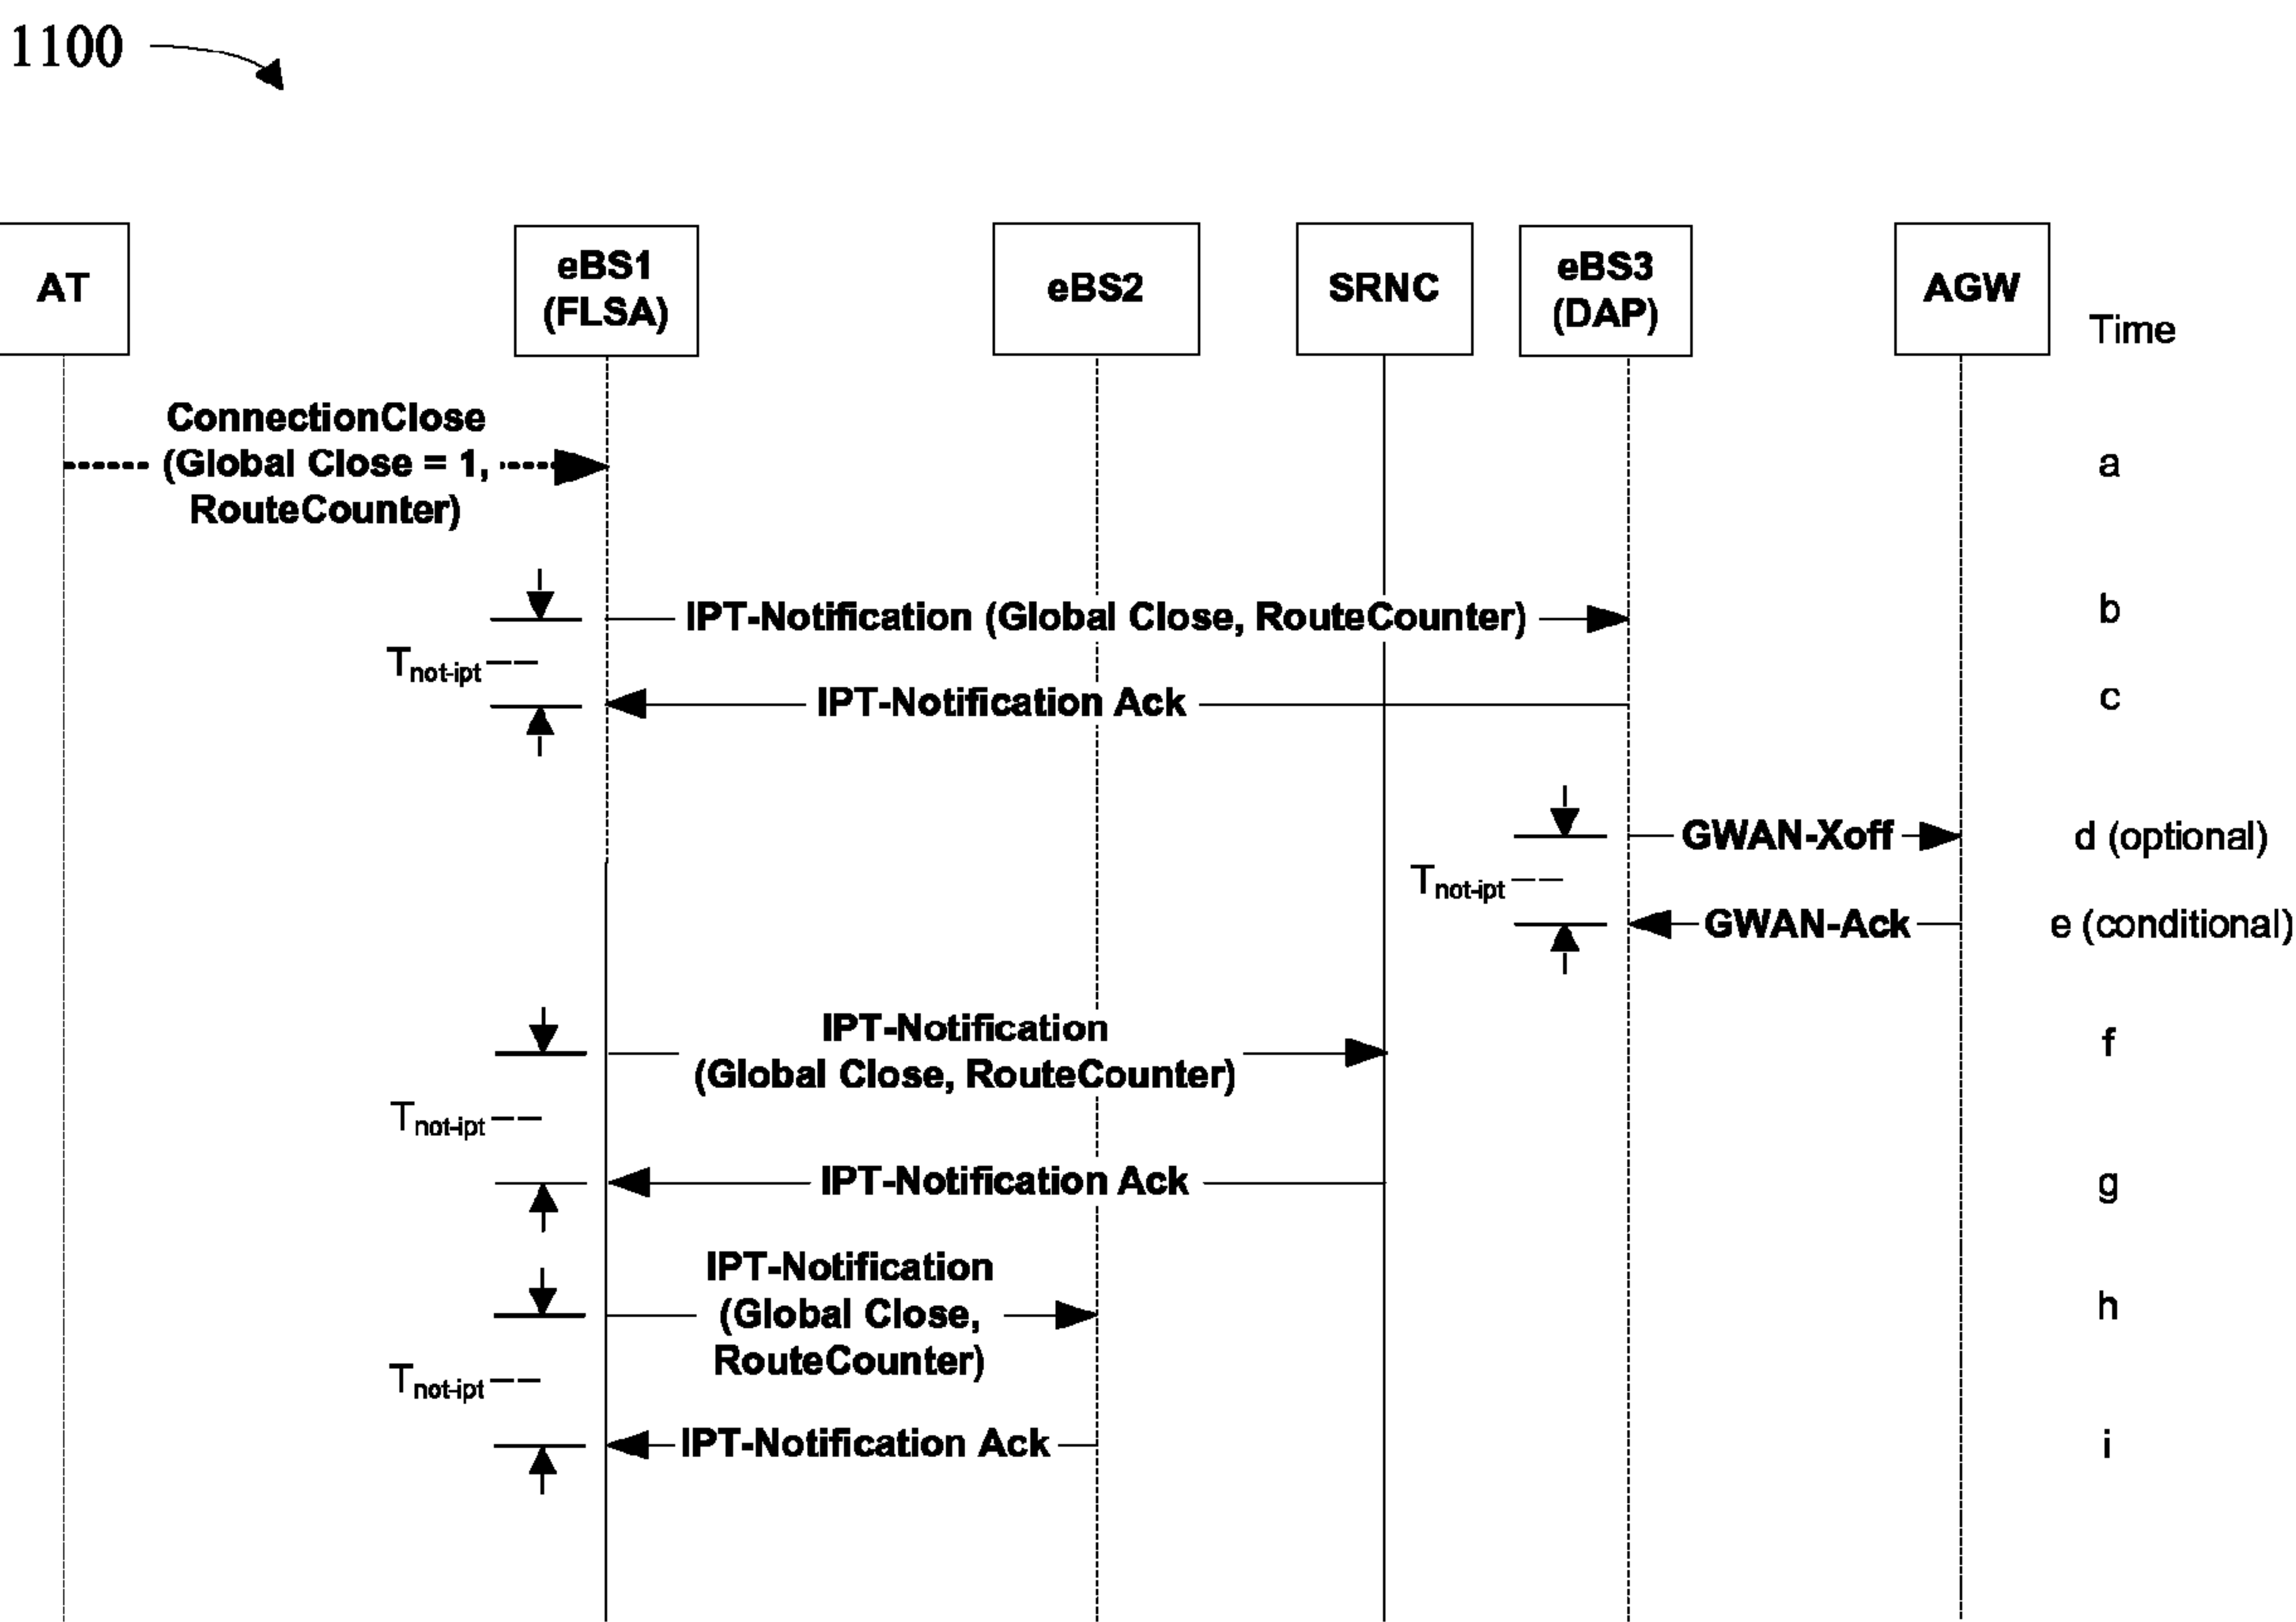 1100
AT
eBS1
(FLSA)
eBS2
SRNC
eBS3
(DAP)
AGW
Time
ConnectionClose
(Global Close = 1,
RouteCounter)
a
IPT-Notification (Global Close, RouteCounter)
b
Tnot-ipt
IPT-Notification Ack
c
GWAN-Xoff
d (optional)
Tnot-ipt
GWAN-Ack
e (conditional)
IPT-Notification
(Global Close, RouteCounter)
f
Tnot-ipt
IPT-Notification Ack
g
IPT-Notification
(Global Close,
RouteCounter)
h
Tnot-ipt
IPT-Notification Ack
i